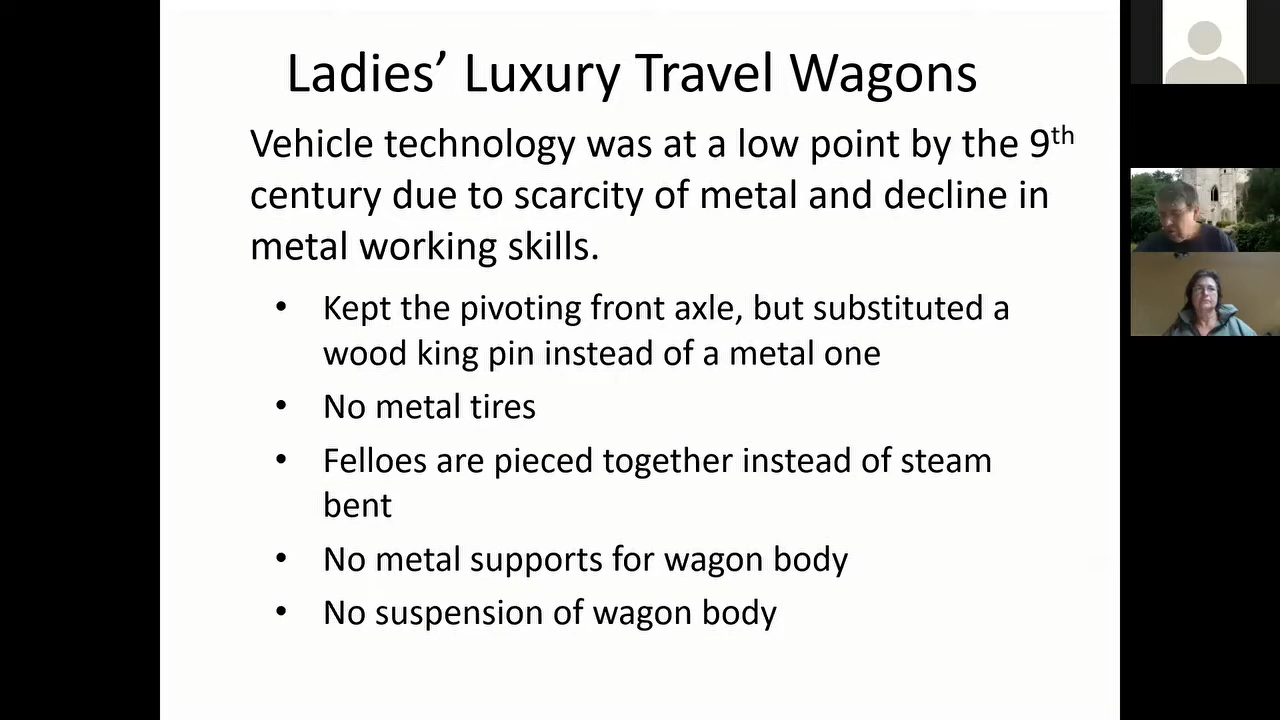 Ladies’ Luxury Travel Wagons
Vehicle technology was at a low point by the 9th
century due to scarcity of metal and decline in
metal working skills.
• Kept the pivoting front axle, but substituted a
wood king pin instead of a metal one
• No metal tires
• Felloes are pieced together instead of steam
bent
• No metal supports for wagon body
• No suspension of wagon body